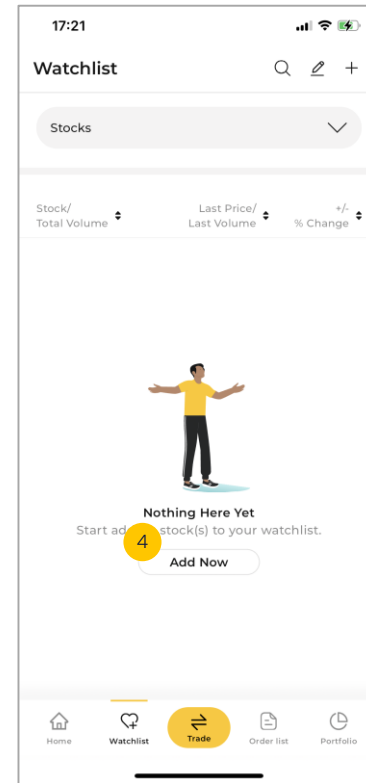 17:21
Watchlist
Stocks
Stock/
Total Volume
Last Price/
Last Volume
+/-
% Change
Nothing Here Yet
Start ad stock(s) to your watchlist.
4
Add Now
Home
Watchlist
Trade
Order list
Portfolio